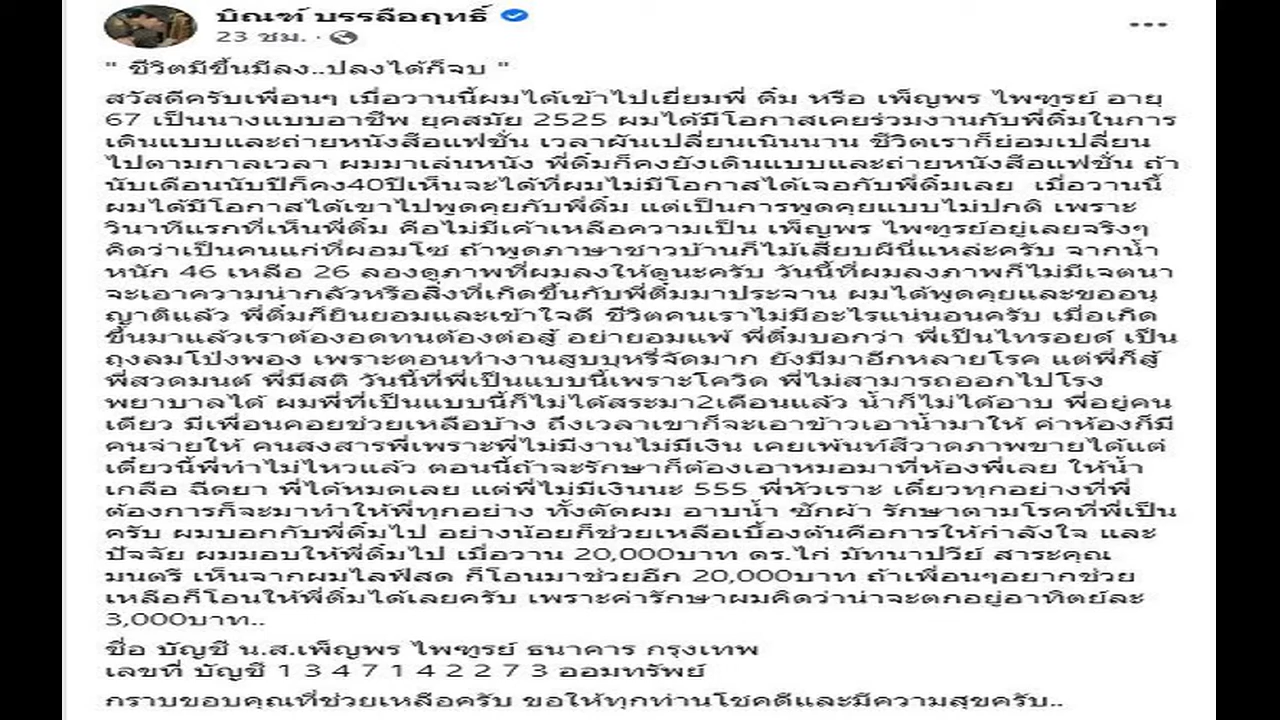 บิณฑ์ บรรลือฤทธิ์
23 ชม. ·
" ชีวิตมีขึ้นมีลง..ปลงได้ก็จบ "
สวัสดีครับเพื่อนๆ เมื่อวานนี้ผมได้เข้าไปเยี่ยมพี่ ติ๋ม หรือ เพ็ญพร ไพฑูรย์ อายุ
67 เป็นนางแบบอาชีพ ยุคสมัย 2525 ผมได้มีโอกาสเคยร่วมงานกับพี่ติ๋มในการ
เดินแบบและถ่ายหนังสือแฟชั่น เวลาผันเปลี่ยนเนินนาน ชีวิตเราก็ย่อมเปลี่ยน
ไปตามกาลเวลา ผมมาเล่นหนัง พี่ติ๋มก็คงยังเดินแบบและถ่ายหนังสือแฟชั่น ถ้า
นับเดือนนับปีก็คง40ปีเห็นจะได้ที่ผมไม่มีโอกาสได้เจอกับพี่ติ๋มเลย เมื่อวานนี้
ผมได้มีโอกาสได้เขาไปพูดคุยกับพี่ติ๋ม แต่เป็นการพูดคุยแบบไม่ปกติ เพราะ
วินาทีแรกที่เห็นพี่ติ๋ม คือไม่มีเค้าเหลือความเป็น เพ็ญพร ไพฑูรย์อยู่เลยจริงๆ
คิดว่าเป็นคนแก่ที่ผอมโซ ถ้าพูดภาษาชาวบ้านก็ไม้เสียบผีนี่แหล่ะครับ จากน้ำ
หนัก 46 เหลือ 26 ลองดูภาพที่ผมลงให้ดูนะครับ วันนี้ที่ผมลงภาพก็ไม่มีเจตนา
จะเอาความน่ากลัวหรือสิ่งที่เกิดขึ้นกับพี่ติ๋มมาประจาน ผมได้พูดคุยและขออนุ
ญาติแล้ว พี่ติ๋มก็ยินยอมและเข้าใจดี ชีวิตคนเราไม่มีอะไรแน่นอนครับ เมื่อเกิด
ขึ้นมาแล้วเราต้องอดทนต้องต่อสู้ อย่ายอมแพ้ พี่ติ๋มบอกว่า พี่เป็นไทรอยด์ เป็น
ถุงลมโป่งพอง เพราะตอนทำงานสูบบุหรี่จัดมาก ยังมีมาอีกหลายโรค แต่พี่ก็สู้
พี่สวดมนต์ พี่มีสติ วันนี้ที่พี่เป็นแบบนี้เพราะโควิด พี่ไม่สามารถออกไปโรง
พยาบาลได้ ผมพี่ที่เป็นแบบนี้ก็ไม่ได้สระมา2เดือนแล้ว น้ำก็ไม่ได้อาบ พี่อยู่คน
เดียว มีเพื่อนคอยช่วยเหลือบ้าง ถึงเวลาเขาก็จะเอาข้าวเอาน้ำมาให้ ค่าห้องก็มี
คนจ่ายให้ คนสงสารพี่เพราะพี่ไม่มีงานไม่มีเงิน เคยเพ้นท์สีวาดภาพขายได้แต่
เดี๋ยวนี้พี่ทำไม่ไหวแล้ว ตอนนี้ถ้าจะรักษาก็ต้องเอาหมอมาที่ห้องพี่เลย ให้น้ำ
เกลือ ฉีดยา พี่ได้หมดเลย แต่พี่ไม่มีเงินนะ 555 พี่หัวเราะ เดี๋ยวทุกอย่างที่พี่
ต้องการก็จะมาทำให้พี่ทุกอย่าง ทั้งตัดผม อาบน้ำ ซักผ้า รักษาตามโรคที่พี่เป็น
ครับ ผมบอกกับพี่ติ๋มไป อย่างน้อยก็ช่วยเหลือเบื้องต้นคือการให้กำลังใจ และ
ปัจจัย ผมมอบให้พี่ติ๋มไป เมื่อวาน 20,000บาท ดร.ไก่ มัทนาปวีย์ สาระคุณ
มนตรี เห็นจากผมไลฟ์สด ก็โอนมาช่วยอีก 20,000บาท ถ้าเพื่อนๆอยากช่วย
เหลือก็โอนให้พี่ติ๋มได้เลยครับ เพราะค่ารักษาผมคิดว่าน่าจะตกอยู่อาทิตย์ละ
3,000บาท..
ชื่อ บัญชี น.ส.เพ็ญพร ไพฑูรย์ ธนาคาร กรุงเทพ
เลขที่ บัญชี 1 3 4 7 1 4 2 2 7 3 ออมทรัพย์
กราบขอบคุณที่ช่วยเหลือครับ ขอให้ทุกท่านโชคดีและมีความสุขครับ..